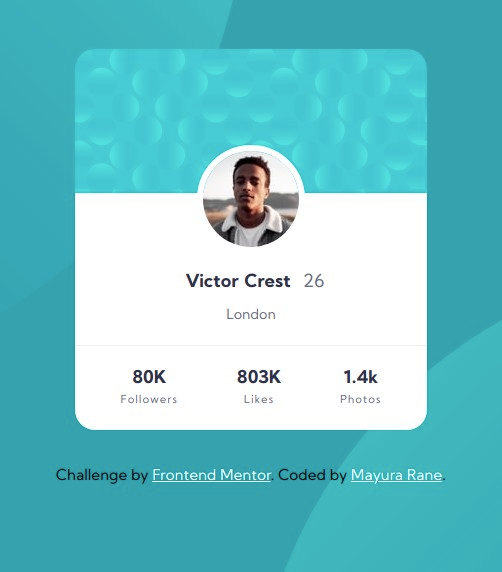 Victor Crest 26
London
80K 803K 1.4k
Followers Likes Photos
Challenge by Frontend Mentor. Coded by Mayura Rane.